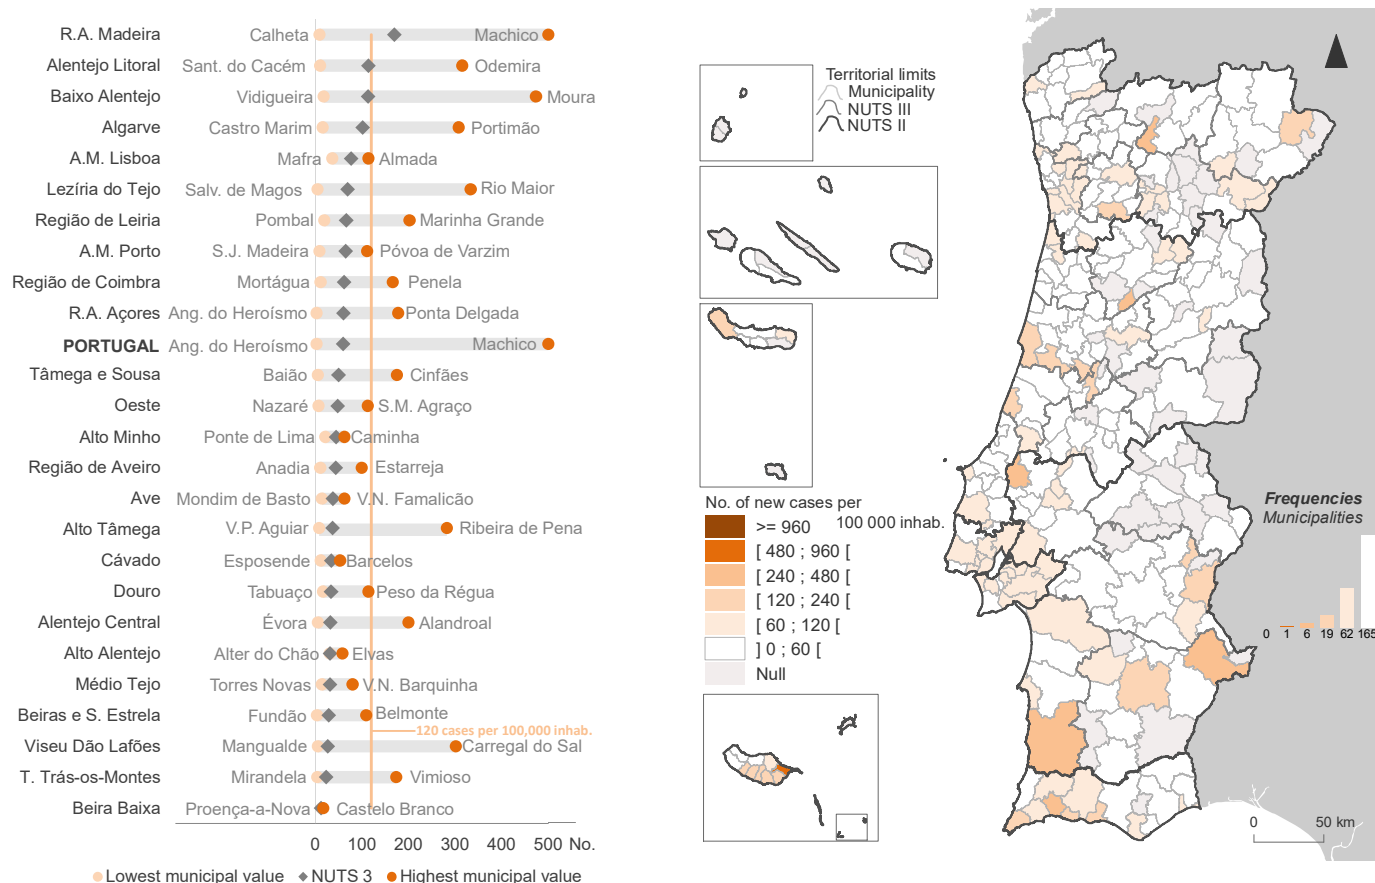 R.A. Madeira Calheta Machico
Alentejo Litoral Sant. do Cacém Odemira
Baixo Alentejo Vidigueira Moura
Algarve Castro Marim Portimão
A.M. Lisboa Mafra Almada
Lezíria do Tejo Salv. de Magos Rio Maior
Região de Leiria Pombal Marinha Grande
A.M. Porto S.J. Madeira Póvoa de Varzim
Região de Coimbra Mortágua Penela
R.A. Açores Ang. do Heroísmo Ponta Delgada
PORTUGAL Ang. do Heroísmo Machico
Tâmega e Sousa Baião Cinfães
Oeste Nazaré S.M. Agraço
Alto Minho Ponte de Lima Caminha
Região de Aveiro Anadia Estarreja
Ave Mondim de Basto V.N. Famalicão
Alto Tâmega V.P. Aguiar Ribeira de Pena
Cávado Esposende Barcelos
Douro Tabuaço Peso da Régua
Alentejo Central Évora Alandroal
Alto Alentejo Alter do Chão Elvas
Médio Tejo Torres Novas V.N. Barquinha
Beiras e S. Estrela Fundão Belmonte
120 cases per 100,000 inhab.
Viseu Dão Lafões Mangualde Carregal do Sal
T. Trás-os-Montes Mirandela Vimioso
Beira Baixa Proença-a-Nova Castelo Branco
0 100 200 300 400 500 No.
Lowest municipal value NUTS 3 Highest municipal value
Territorial limits
Municipality
NUTS III
NUTS II
No. of new cases per
100 000 inhab.
>= 960
[ 480 ; 960 [
[ 240 ; 480 [
[ 120 ; 240 [
[ 60 ; 120 [
] 0 ; 60 [
Null
Frequencies
Municipalities
0 1 6 19 62 165
0 50 km